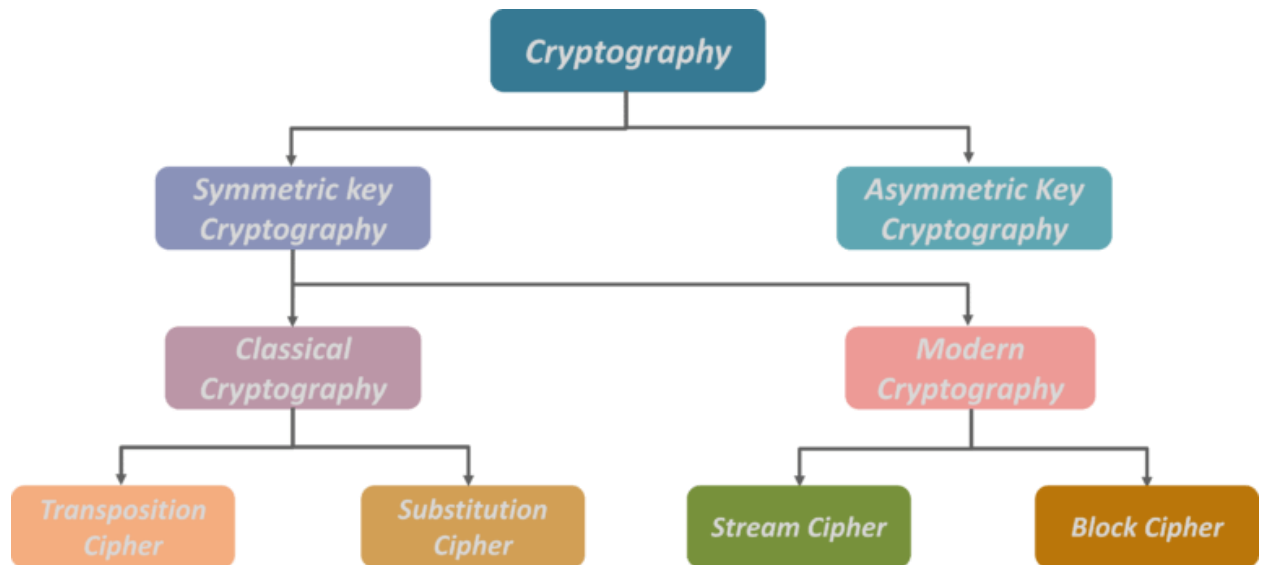 Cryptography
Symmetric key
Cryptography
Asymmetric Key
Cryptography
Classical
Cryptography
Modern
Cryptography
Transposition
Cipher
Substitution
Cipher
Stream Cipher
Block Cipher